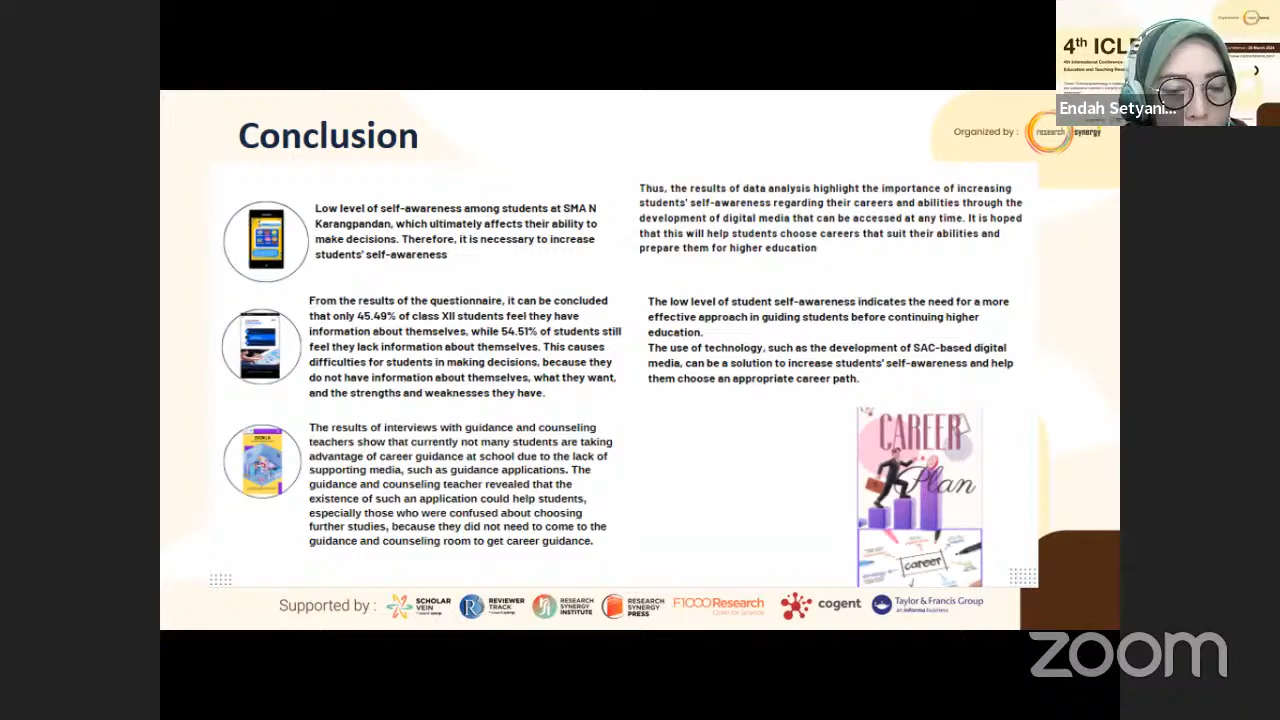 4th ICLE
4th International Conference
Education and Teaching
Endah Setyani...
Conclusion
Organized by :
research synergy
Low level of self-awareness among students at SMA N
Karangpandan, which ultimately affects their ability to
make decisions. Therefore, it is necessary to increase
students' self-awareness
From the results of the questionnaire, it can be concluded
that only 45.49% of class XII students feel they have
information about themselves, while 54.51% of students still
feel they lack information about themselves. This causes
difficulties for students in making decisions, because they
do not have information about themselves, what they want,
and the strengths and weaknesses they have.
The results of interviews with guidance and counseling
teachers show that currently not many students are taking
advantage of career guidance at school due to the lack of
supporting media, such as guidance applications. The
guidance and counseling teacher revealed that the
existence of such an application could help students,
especially those who were confused about choosing
further studies, because they did not need to come to the
guidance and counseling room to get career guidance.
Thus, the results of data analysis highlight the importance of increasing
students' self-awareness regarding their careers and abilities through the
development of digital media that can be accessed at any time. It is hoped
that this will help students choose careers that suit their abilities and
prepare them for higher education
The low level of student self-awareness indicates the need for a more
effective approach in guiding students before continuing higher
education.
The use of technology, such as the development of SAC-based digital
media, can be a solution to increase students' self-awareness and help
them choose an appropriate career path.
CAREER
Plan
career
Supported by :
SCHOLAR
VEIN
REVIEWER
TRACK
RESEARCH
SYNERGY
INSTITUTE
RESEARCH
SYNERGY
PRESS
F1000Research
Open for Science
cogent
Taylor & Francis Group
an informa business
zoom